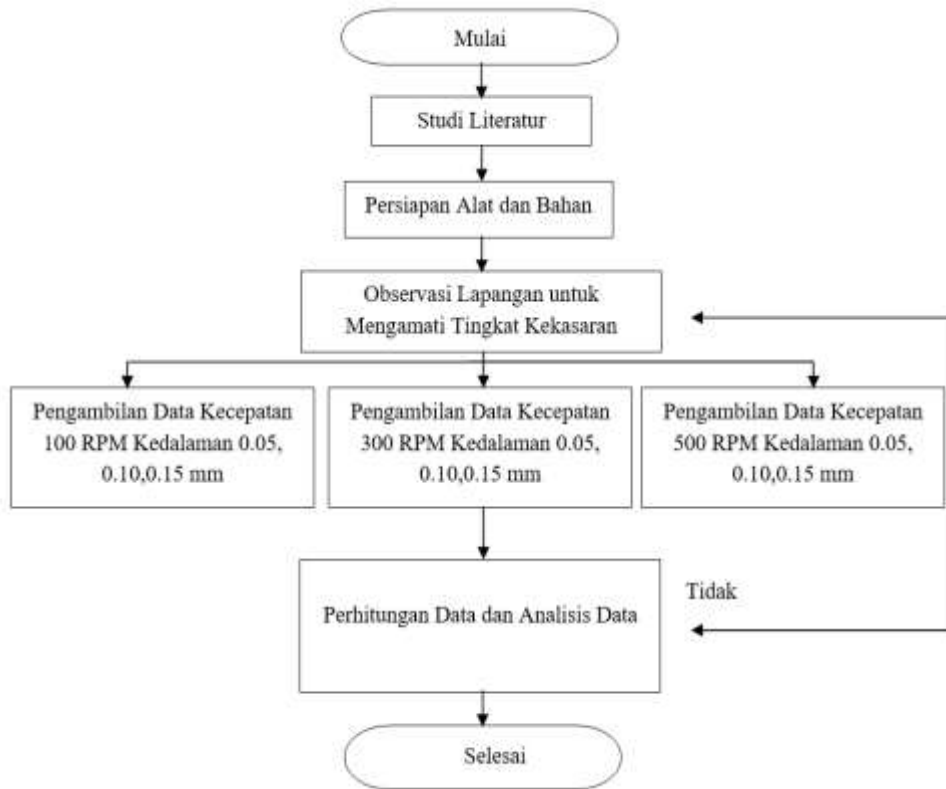 Mulai
Studi Literatur
Persiapan Alat dan Bahan
Observasi Lapangan untuk
Mengamati Tingkat Kekasaran
Pengambilan Data Kecepatan
100 RPM Kedalaman 0.05,
0.10,0.15 mm
Pengambilan Data Kecepatan
300 RPM Kedalaman 0.05,
0.10,0.15 mm
Pengambilan Data Kecepatan
500 RPM Kedalaman 0.05,
0.10,0.15 mm
Tidak
Perhitungan Data dan Analisis Data
Selesai